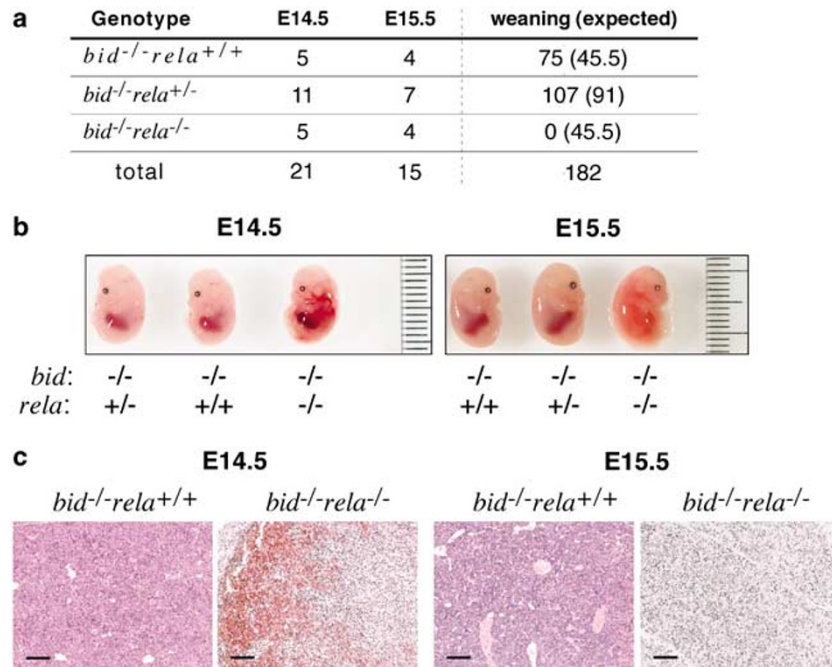 a
Genotype E14.5 E15.5 weaning (expected)
bid-/-rela+/+ 5 4 75 (45.5)
bid-/-rela+/- 11 7 107 (91)
bid-/-rela-/- 5 4 0 (45.5)
total 21 15 182
b
E14.5 E15.5
bid: -/- -/- -/- -/- -/- -/-
rela: +/- +/+ -/- +/+ +/- -/-
c
E14.5 E15.5
bid-/-rela+/+ bid-/-rela-/- bid-/-rela+/+ bid-/-rela-/-